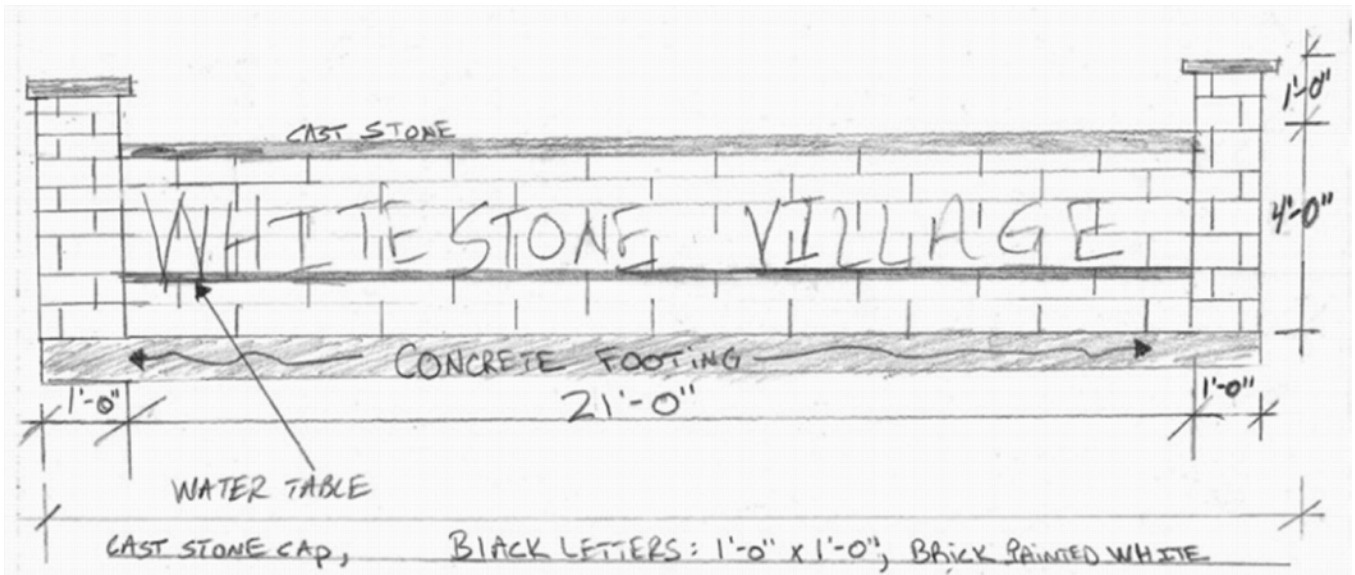 1'-0"
CAST STONE
4'-0"
WHITESTONE VILLAGE
CONCRETE FOOTING
1'-0"
21'-0"
1'-0"
WATER TABLE
CAST STONE CAP, BLACK LETTERS: 1'-0" x 1'-0", BRICK PAINTED WHITE